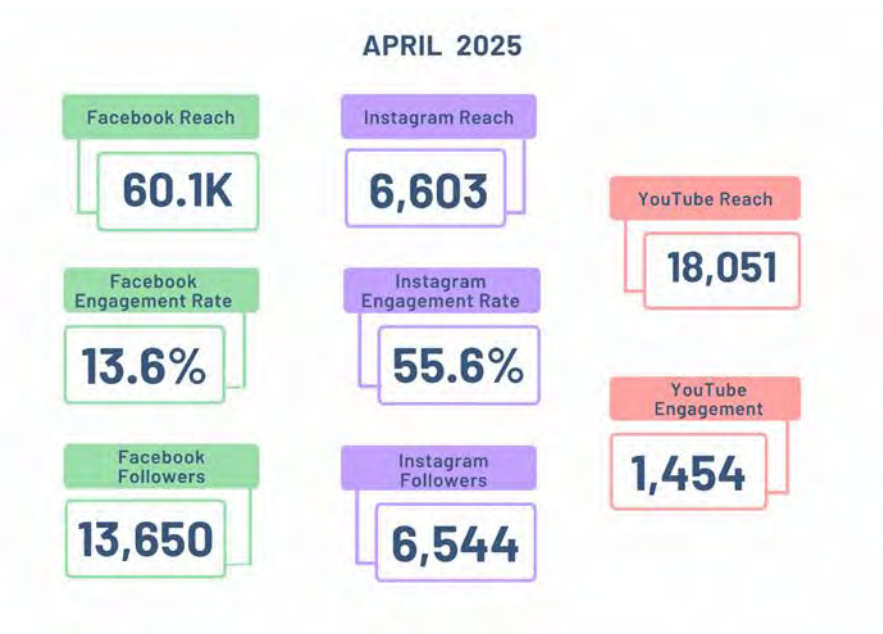 APRIL 2025
Facebook Reach
60.1K
Facebook
Engagement Rate
13.6%
Facebook
Followers
13,650
Instagram Reach
6,603
Instagram
Engagement Rate
55.6%
Instagram
Followers
6,544
YouTube Reach
18,051
YouTube
Engagement
1,454